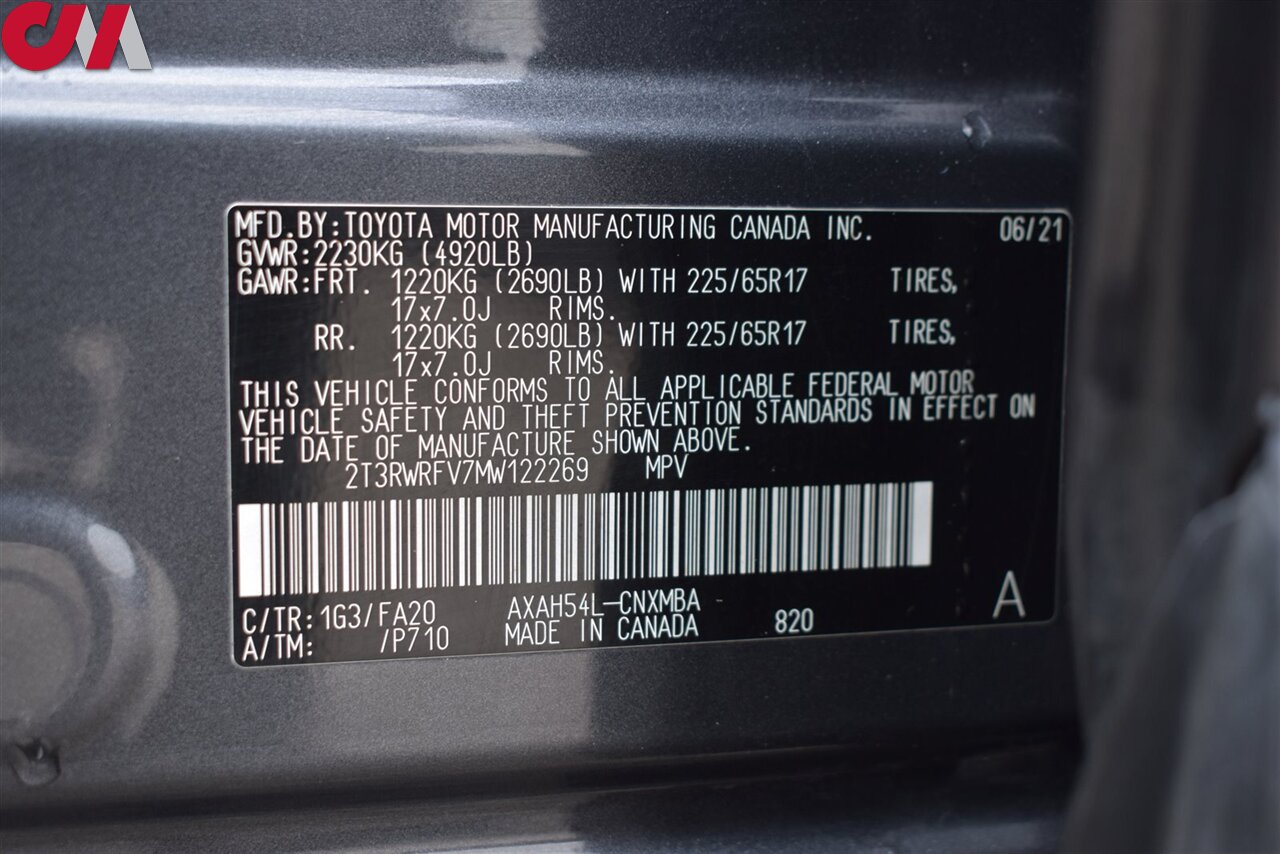 CM
MFD.BY:TOYOTA MOTOR MANUFACTURING CANADA INC. 06/21
GVWR:2230KG (4920LB)
GAWR:FRT. 1220KG (2690LB) WITH 225/65R17 TIRES,
17x7.0J RIMS.
RR. 1220KG (2690LB) WITH 225/65R17 TIRES,
17x7.0J RIMS.
THIS VEHICLE CONFORMS TO ALL APPLICABLE FEDERAL MOTOR
VEHICLE SAFETY AND THEFT PREVENTION STANDARDS IN EFFECT ON
THE DATE OF MANUFACTURE SHOWN ABOVE.
2T3RWRFV7MW122269 MPV
C/TR: 1G3/FA20 AXAH54L-CNXMBA 820 A
A/TM: /P710 MADE IN CANADA